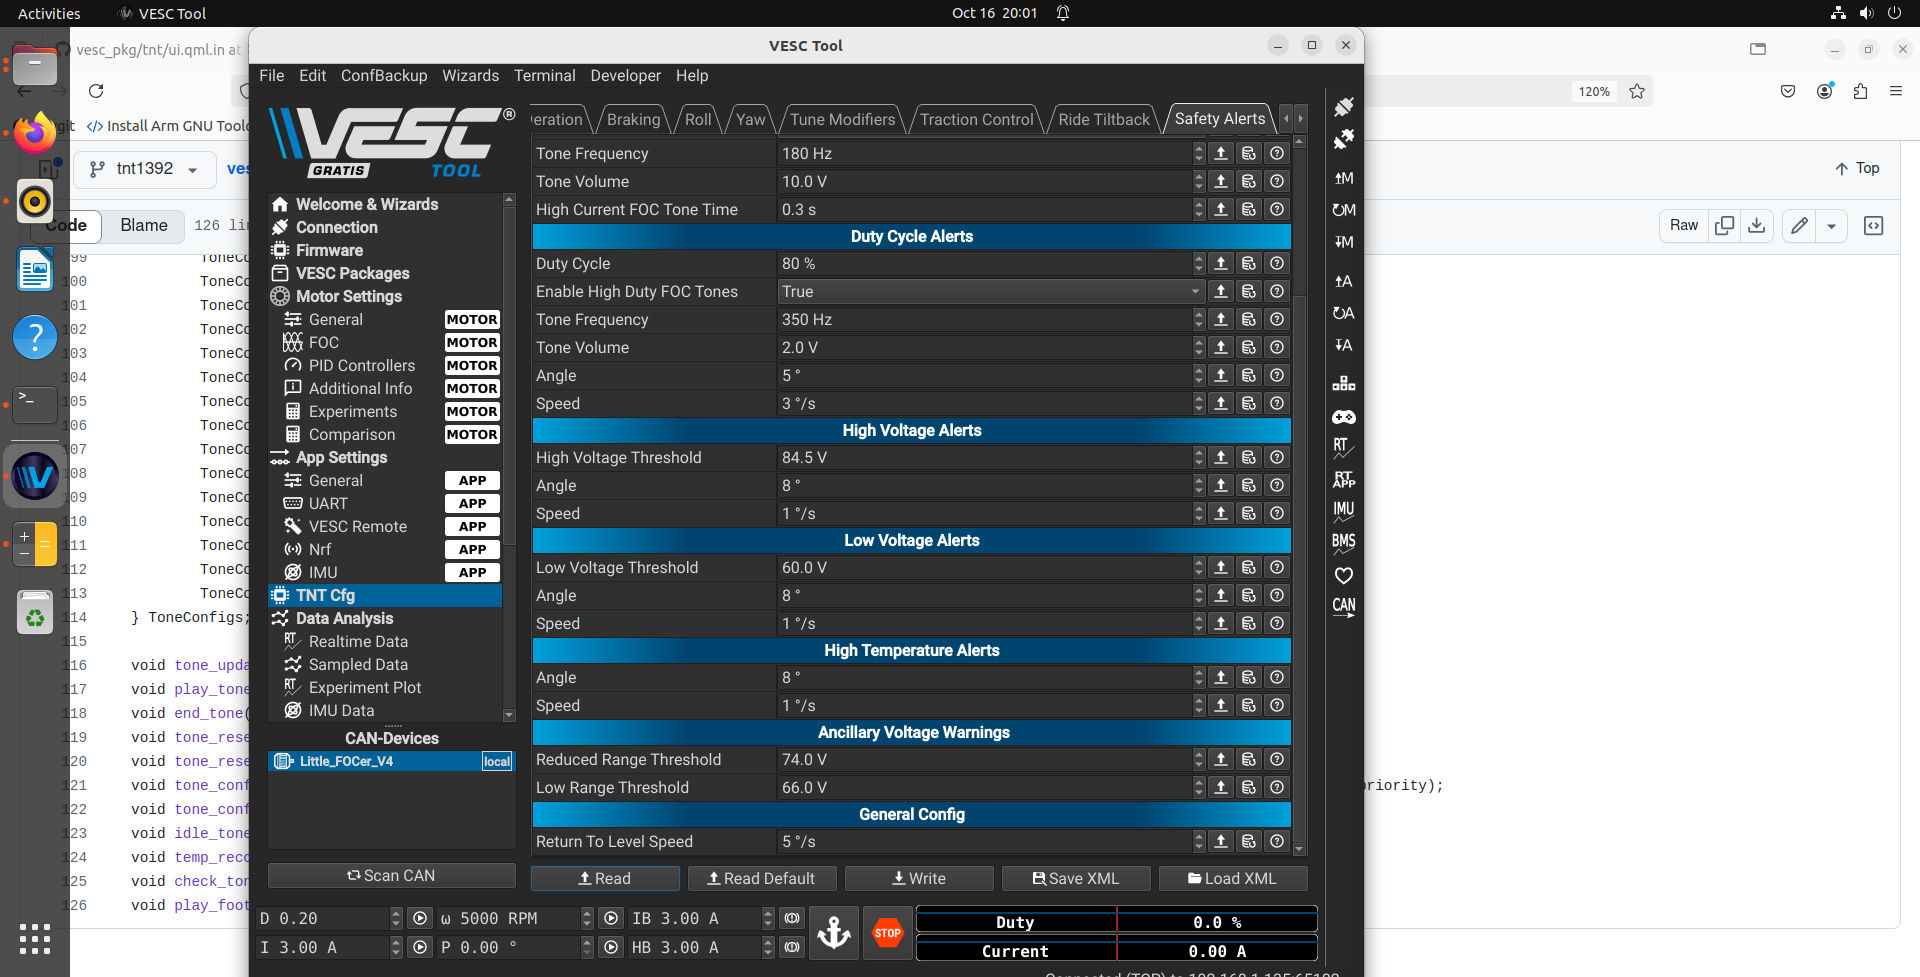 Activities
VESC Tool
Oct 16 20:01
vesc_pkg/tnt/ui.qml.in at
VESC Tool
120%
File Edit ConfBackup Wizards Terminal Developer Help
git </> Install Arm GNU Toolc
VESC®
GRATIS TOOL
eration Braking Roll Yaw Tune Modifiers Traction Control Ride Tiltback Safety Alerts
tnt1392
ves
Top
Code Blame 126 lin
Raw
Welcome & Wizards
Connection
Firmware
VESC Packages
Motor Settings
General MOTOR
FOC MOTOR
PID Controllers MOTOR
Additional Info MOTOR
Experiments MOTOR
Comparison MOTOR
App Settings
General APP
UART APP
VESC Remote APP
Nrf APP
IMU APP
TNT Cfg
Data Analysis
RT Realtime Data
Sampled Data
RT Experiment Plot
IMU Data
CAN-Devices
Little_FOCer_V4 local
Scan CAN
Tone Frequency 180 Hz
Tone Volume 10.0 V
High Current FOC Tone Time 0.3 s
Duty Cycle Alerts
Duty Cycle 80 %
Enable High Duty FOC Tones True
Tone Frequency 350 Hz
Tone Volume 2.0 V
Angle 5 °
Speed 3 °/s
High Voltage Alerts
High Voltage Threshold 84.5 V
Angle 8 °
Speed 1 °/s
Low Voltage Alerts
Low Voltage Threshold 60.0 V
Angle 8 °
Speed 1 °/s
High Temperature Alerts
Angle 8 °
Speed 1 °/s
Ancillary Voltage Warnings
Reduced Range Threshold 74.0 V
Low Range Threshold 66.0 V
General Config
Return To Level Speed 5 °/s
Read Read Default Write Save XML Load XML
D 0.20 ω 5000 RPM IB 3.00 A
I 3.00 A P 0.00 ° HB 3.00 A
STOP
Duty 0.0 %
Current 0.00 A
M
M
M
A
A
A
RT
RT
APP
IMU
BMS
CAN
99 ToneCo
100 ToneCo
101 ToneCo
102 ToneCo
103 ToneCo
104 ToneCo
105 ToneCo
106 ToneCo
107 ToneCo
108 ToneCo
109 ToneCo
110 ToneCo
111 ToneCo
112 ToneCo
113 ToneCo
114 } ToneConfigs;
115
116 void tone_upda
117 void play_tone
118 void end_tone(
119 void tone_rese
120 void tone_rese
121 void tone_conf
priority);
122 void tone_conf
123 void idle_tone
124 void temp_reco
125 void check_ton
126 void play_foot